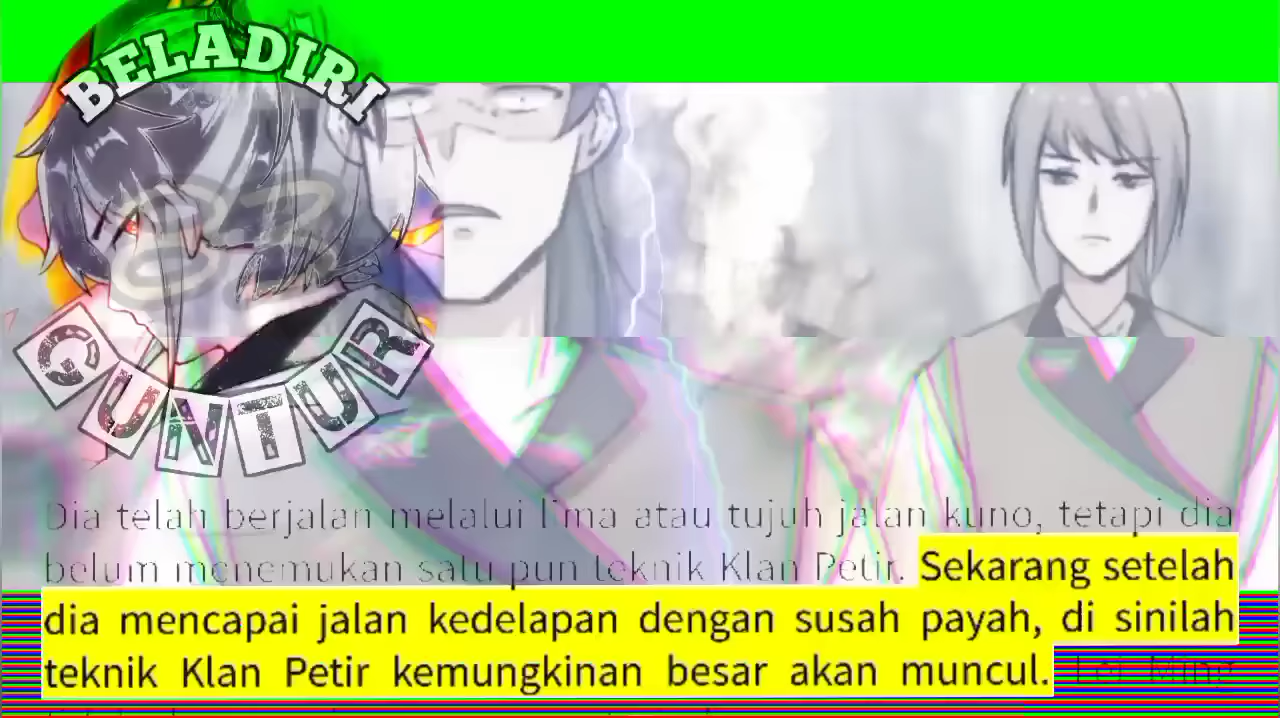 BELADIRI
GUNTUR
Dia telah berjalan melalui lima atau tujuh jalan kuno, tetapi dia
belum menemukan satu pun teknik Klan Petir. Sekarang setelah
dia mencapai jalan kedelapan dengan susah payah, di sinilah
teknik Klan Petir kemungkinan besar akan muncul. Lei Ming